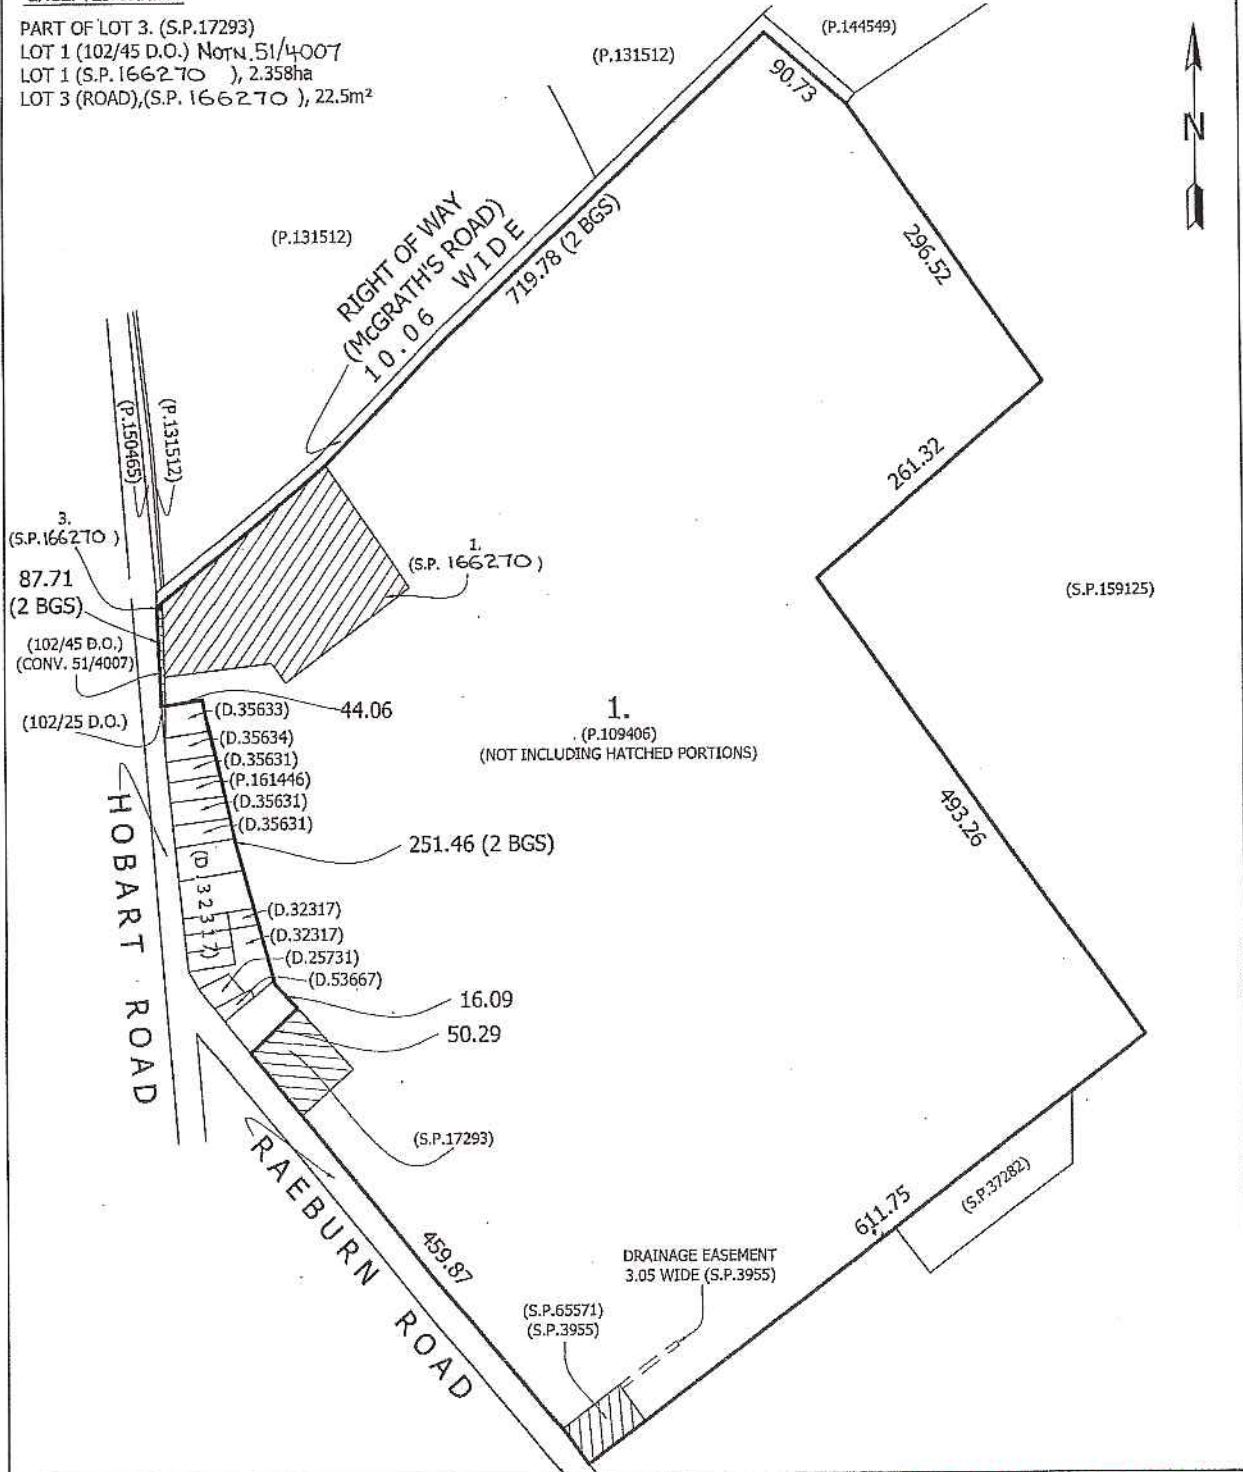 PART OF LOT 3. (S.P.17293)
LOT 1 (102/45 D.O.) NOTN.51/4007
LOT 1 (S.P.166270 ), 2.358ha
LOT 3 (ROAD),(S.P. 166270 ), 22.5m²
(P.144549)
(P.131512)
90.73
N
RIGHT OF WAY
(McGRATH'S ROAD)
10.06 WIDE
719.78 (2 BGS)
(P.131512)
296.52
(P.150465)
(P.131512)
261.32
3.
(S.P.166270 )
87.71
(2 BGS)
1.
(S.P. 166270 )
(S.P.159125)
(102/45 D.O.)
(CONV. 51/4007)
(102/25 D.O.)
44.06
1.
(P.109406)
(NOT INCLUDING HATCHED PORTIONS)
(D.35633)
(D.35634)
(D.35631)
(P.161446)
(D.35631)
(D.35631)
251.46 (2 BGS)
493.26
(D.32317)
(D.32317)
(D.32317)
(D.25731)
(D.53667)
16.09
50.29
HOBART ROAD
(S.P.17293)
RAEBURN ROAD
459.87
611.75
(S.P.37282)
DRAINAGE EASEMENT
3.05 WIDE (S.P.3955)
(S.P.65571)
(S.P.3955)